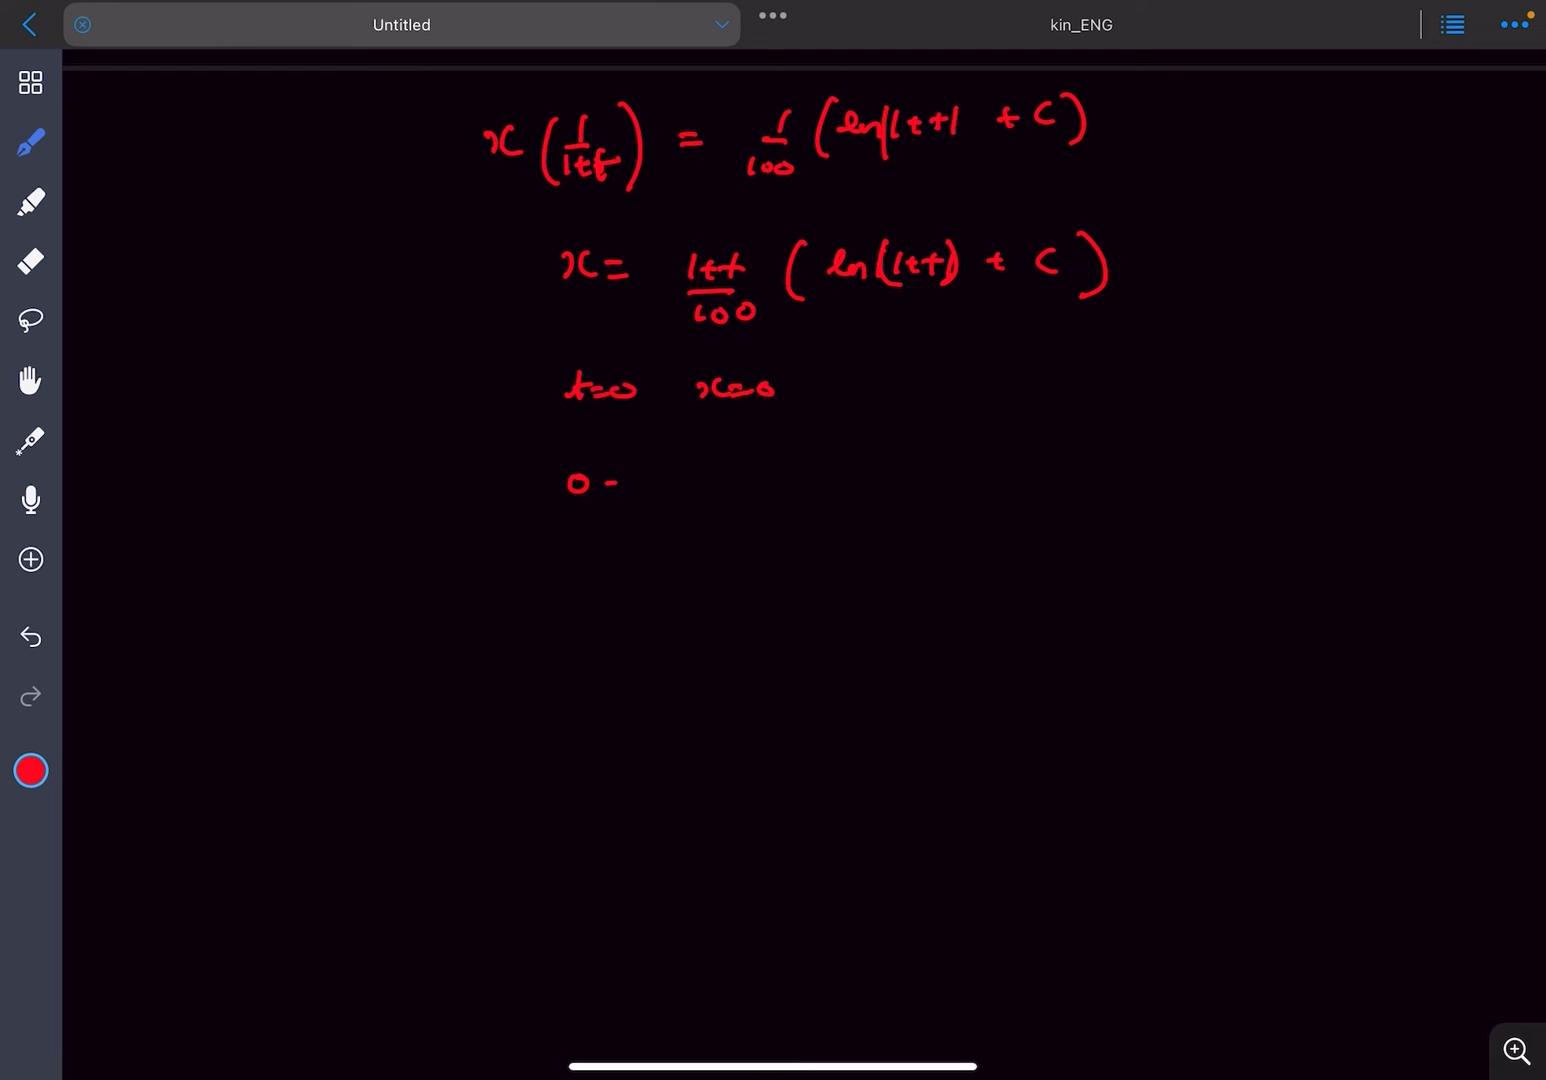 Untitled
kin_ENG
x(1/(1+t)) = 1/100 (ln|1+t| + C)
x = (1+t)/100 (ln(1+t) + C)
t=0 x=0
0 -